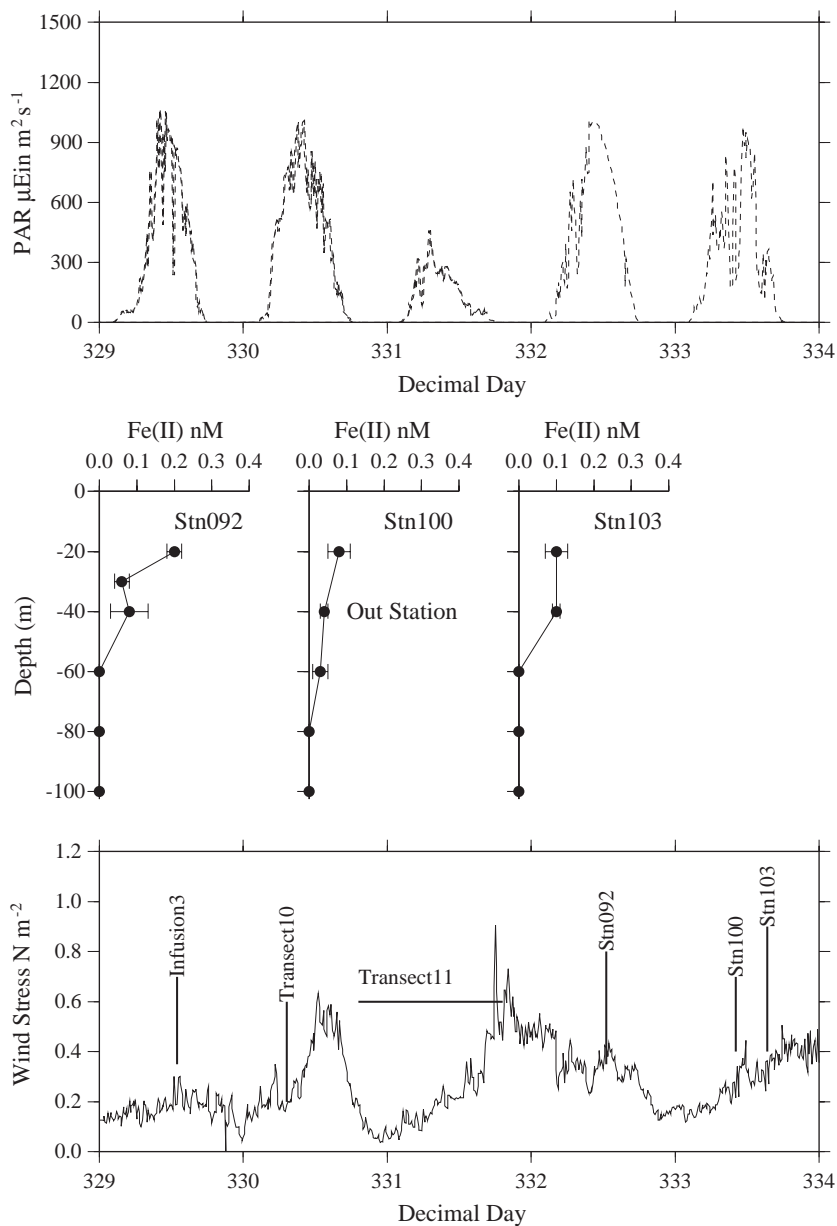 1500
1200
900
600
300
0
PAR µEin m² s⁻¹
329 330 331 332 333 334
Decimal Day
Fe(II) nM Fe(II) nM Fe(II) nM
0.0 0.1 0.2 0.3 0.4 0.0 0.1 0.2 0.3 0.4 0.0 0.1 0.2 0.3 0.4
0
Stn092 Stn100 Stn103
-20
-40 Out Station
-60
-80
-100
Depth (m)
1.2
1.0
0.8
0.6
0.4
0.2
0.0
Wind Stress N m⁻²
Infusion3
Transect10
Transect11
Stn092
Stn100
Stn103
329 330 331 332 333 334
Decimal Day